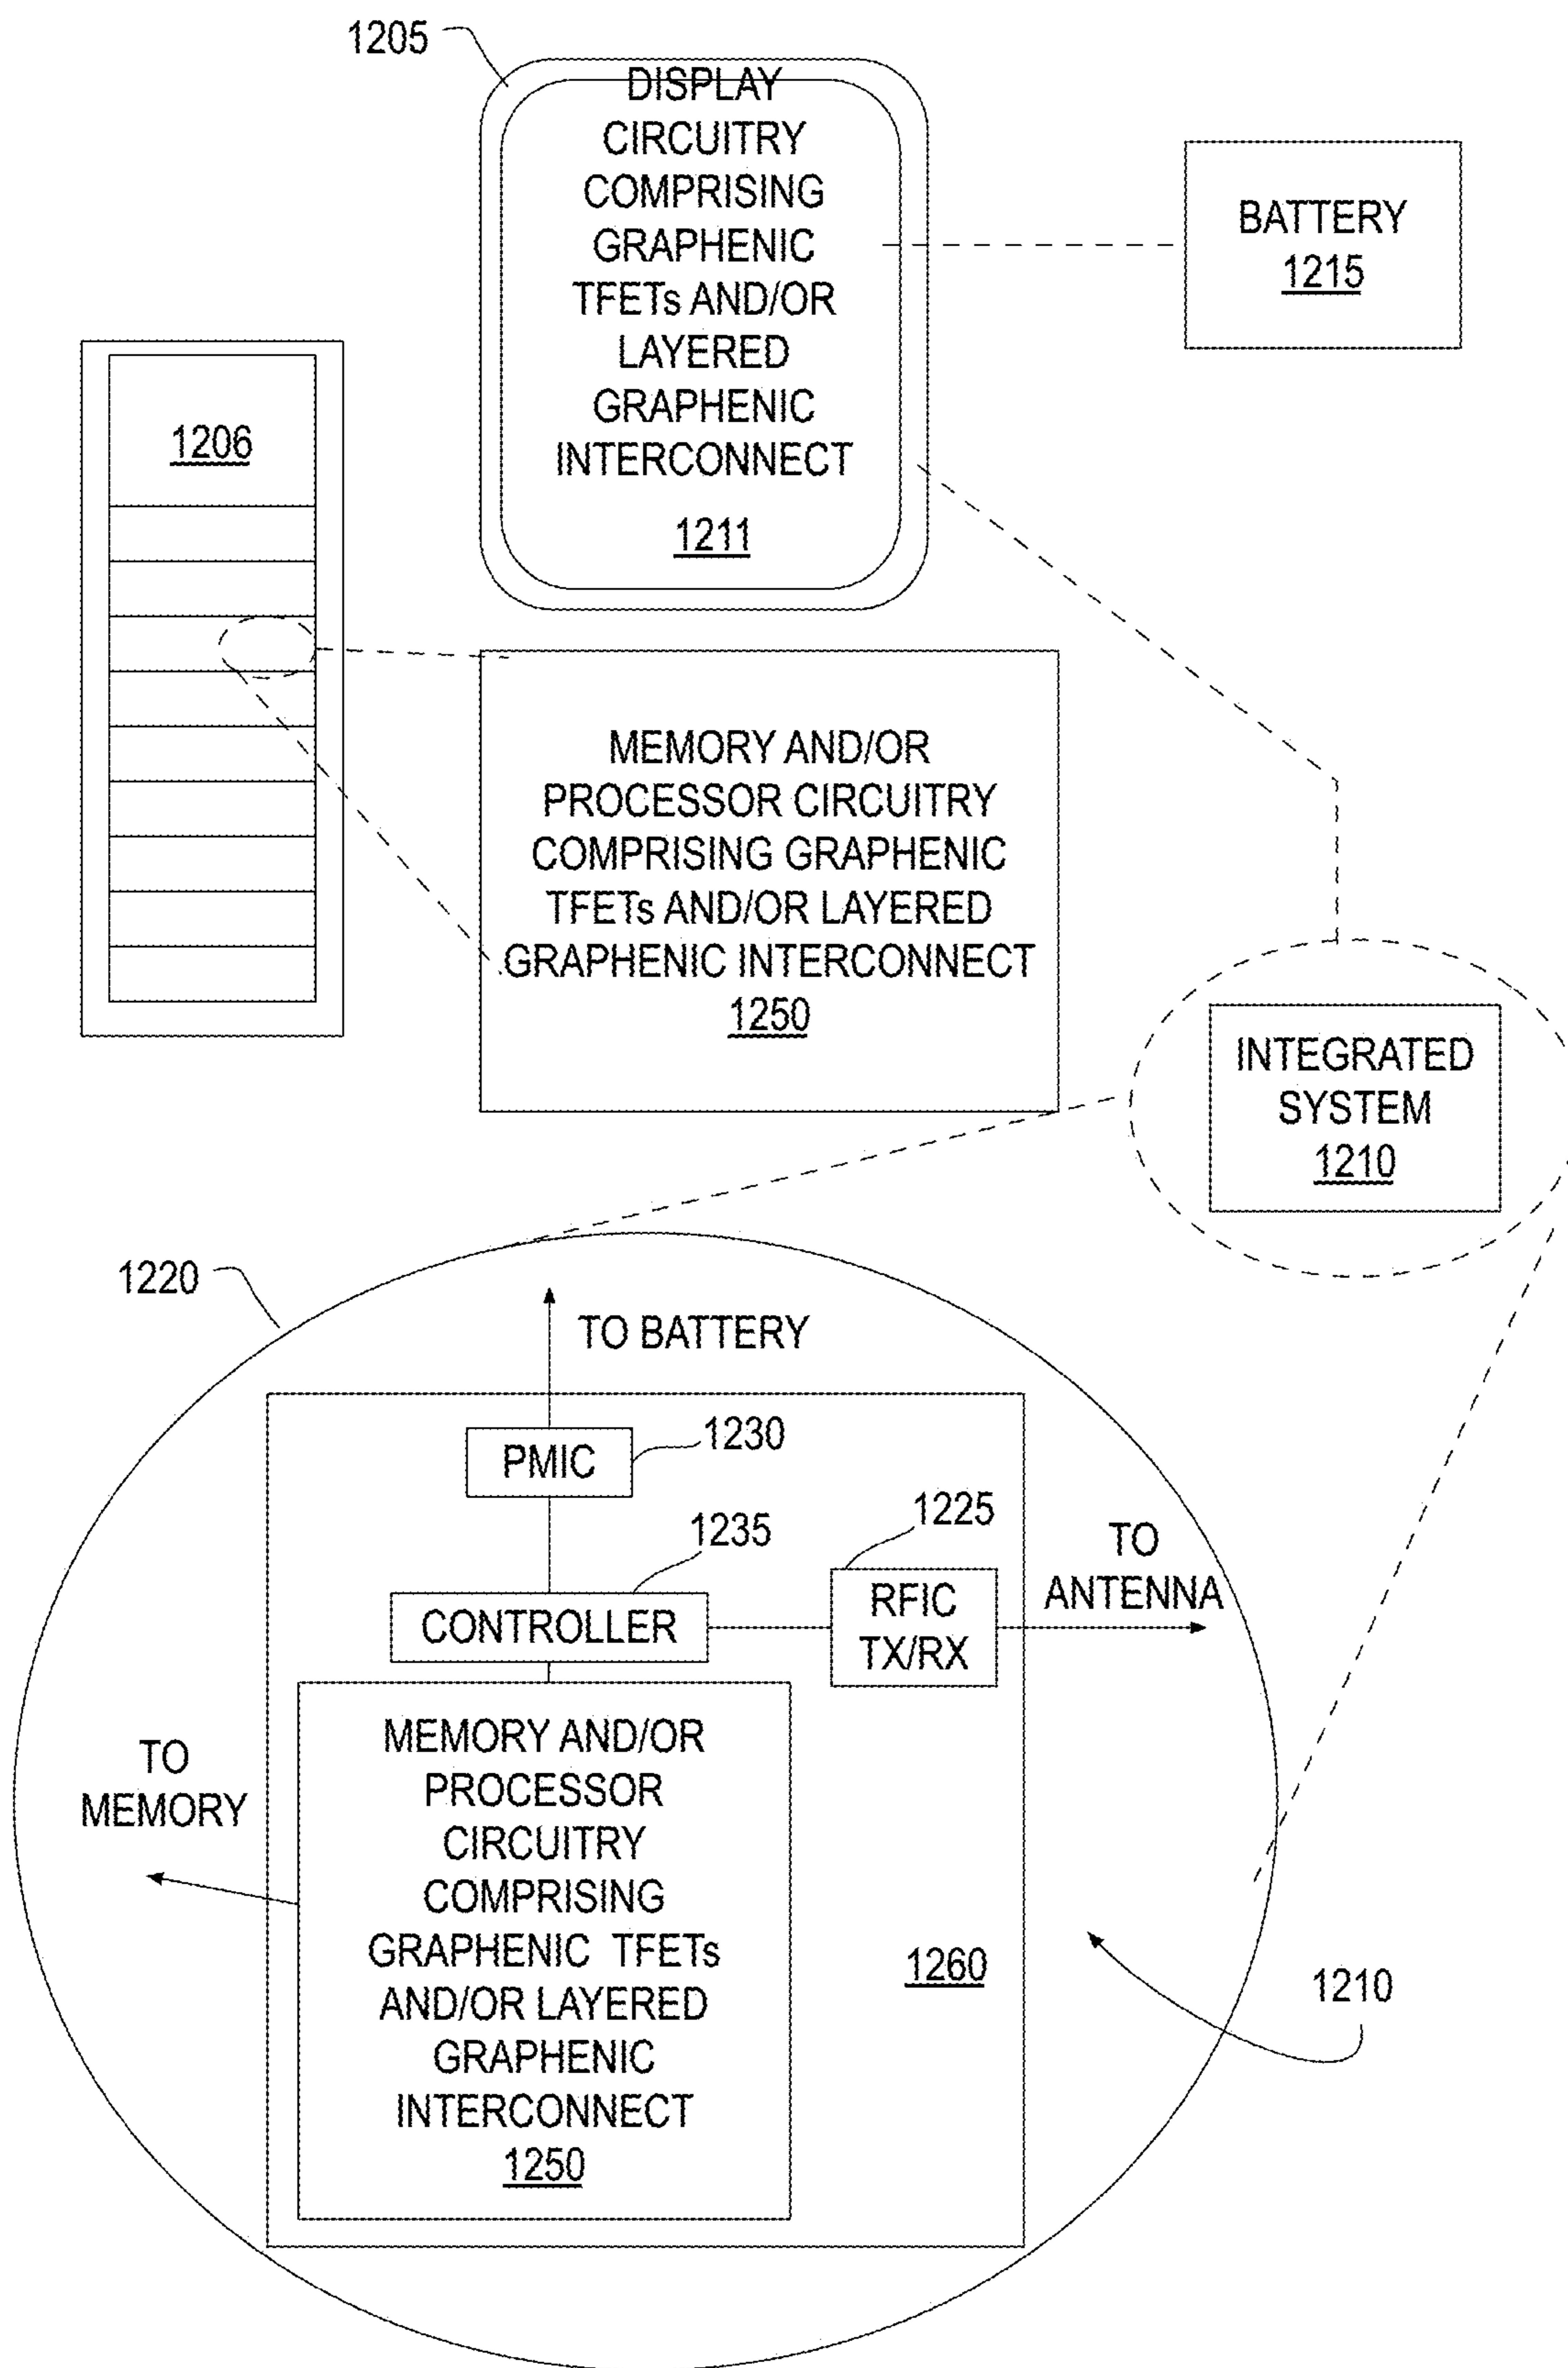 1205
DISPLAY
CIRCUITRY
COMPRISING
GRAPHENIC
TFETs AND/OR
LAYERED
GRAPHENIC
INTERCONNECT
1211
BATTERY
1215
1206
MEMORY AND/OR
PROCESSOR CIRCUITRY
COMPRISING GRAPHENIC
TFETs AND/OR LAYERED
GRAPHENIC INTERCONNECT
1250
INTEGRATED
SYSTEM
1210
1220
TO BATTERY
PMIC
1230
1235
CONTROLLER
1225
RFIC
TX/RX
TO
ANTENNA
TO
MEMORY
MEMORY AND/OR
PROCESSOR
CIRCUITRY
COMPRISING
GRAPHENIC TFETs
AND/OR LAYERED
GRAPHENIC
INTERCONNECT
1250
1260
1210